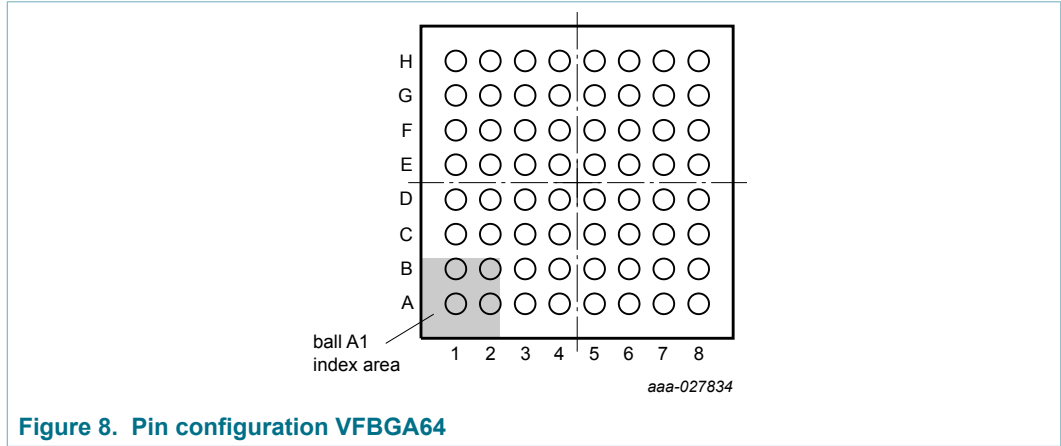 H
G
F
E
D
C
B
A
ball A1
index area
1 2 3 4 5 6 7 8
aaa-027834
Figure 8. Pin configuration VFBGA64